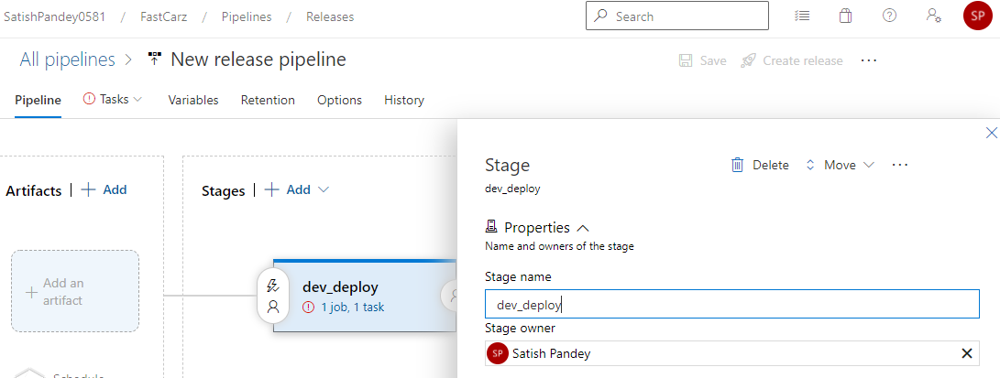 SatishPandey0581 / FastCarz / Pipelines / Releases
Search
SP
All pipelines > New release pipeline
Save Create release ...
Pipeline Tasks Variables Retention Options History
Artifacts | + Add
Stages | + Add
Add an
artifact
dev_deploy
1 job, 1 task
Schedule
Stage
Delete Move ...
dev_deploy
Properties
Name and owners of the stage
Stage name
dev_deploy
Stage owner
SP Satish Pandey